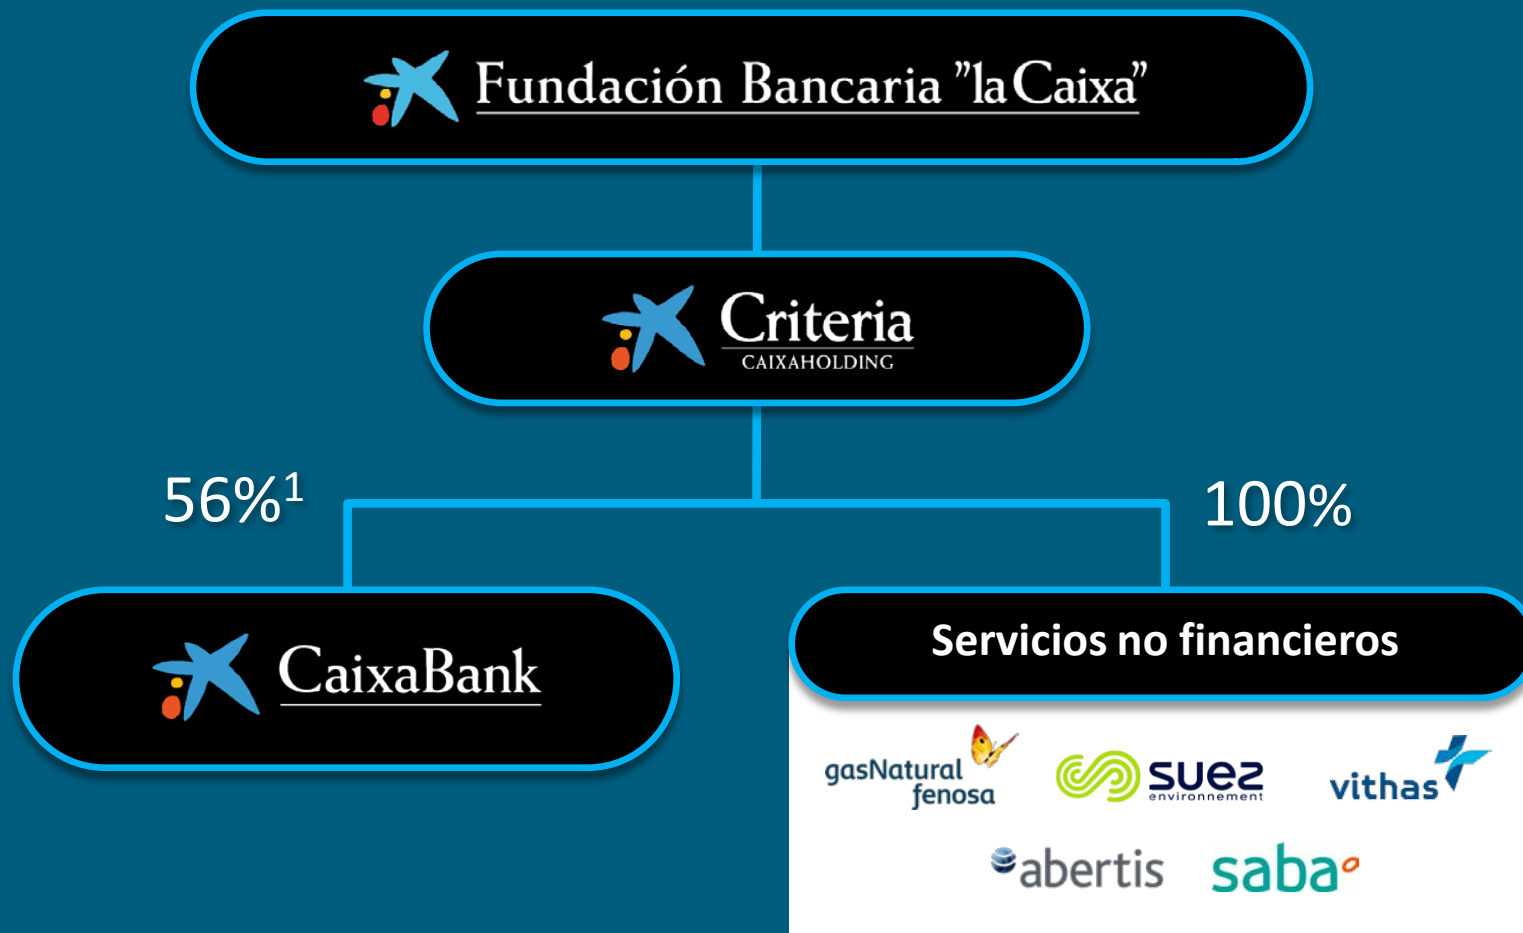 Fundación Bancaria ”la Caixa”
Criteria
CAIXAHOLDING
56%¹
100%
CaixaBank
Servicios no financieros
gasNatural
fenosa
suez
environnement
vithas
abertis
saba